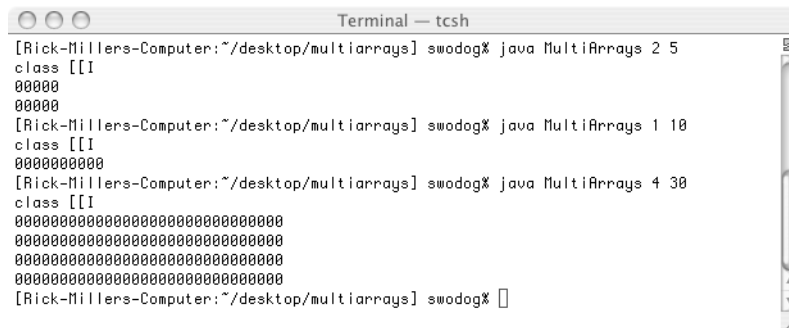 Terminal — tcsh
[Rick-Millers-Computer:~/desktop/multiarrays] swodog% java MultiArrays 2 5
class [[I
00000
00000
[Rick-Millers-Computer:~/desktop/multiarrays] swodog% java MultiArrays 1 10
class [[I
0000000000
[Rick-Millers-Computer:~/desktop/multiarrays] swodog% java MultiArrays 4 30
class [[I
000000000000000000000000000000
000000000000000000000000000000
000000000000000000000000000000
000000000000000000000000000000
[Rick-Millers-Computer:~/desktop/multiarrays] swodog%